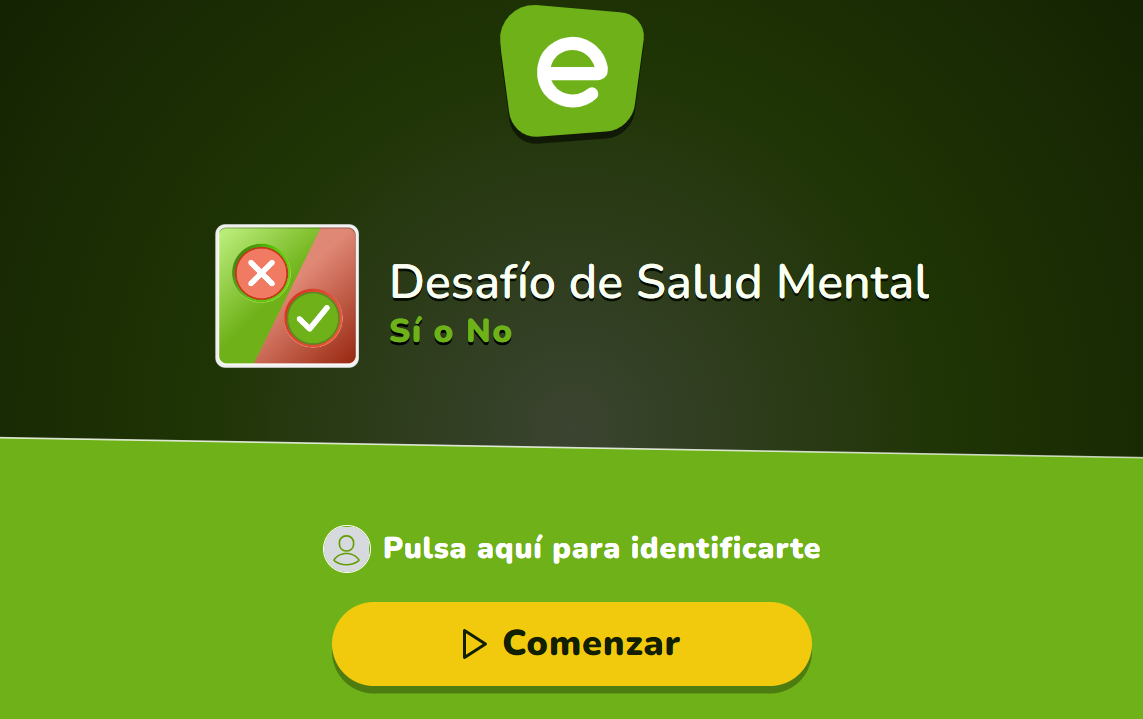 e
Desafío de Salud Mental
Sí o No
Pulsa aquí para identificarte
Comenzar